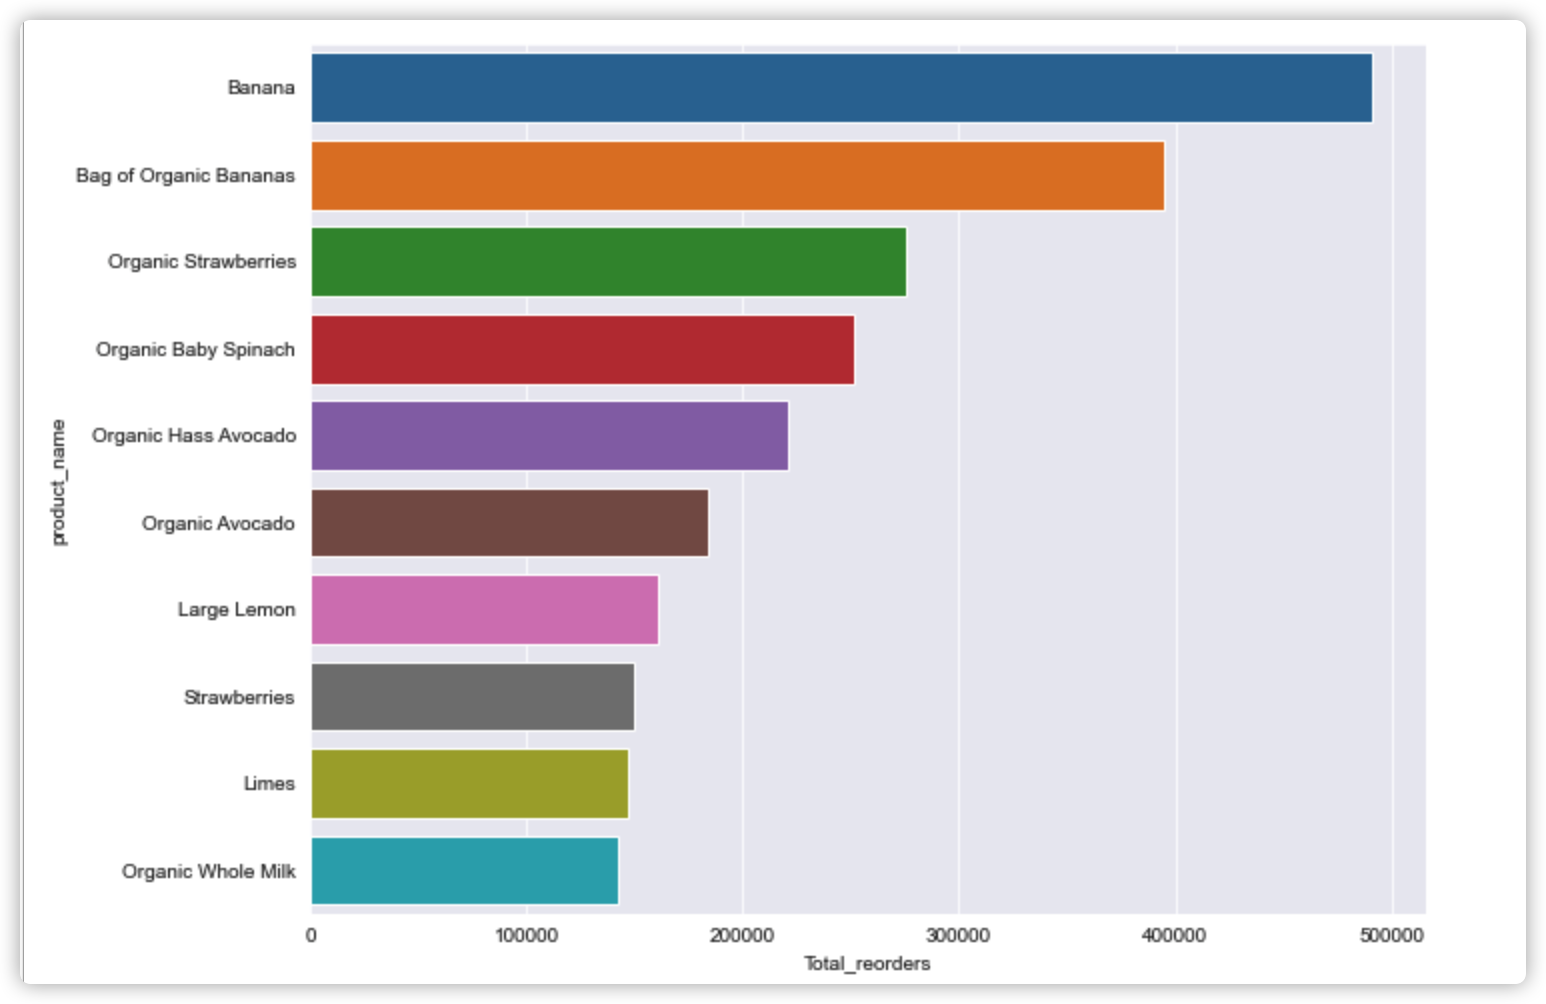 Banana
Bag of Organic Bananas
Organic Strawberries
Organic Baby Spinach
Organic Hass Avocado
Organic Avocado
Large Lemon
Strawberries
Limes
Organic Whole Milk
product_name
0 100000 200000 300000 400000 500000
Total_reorders